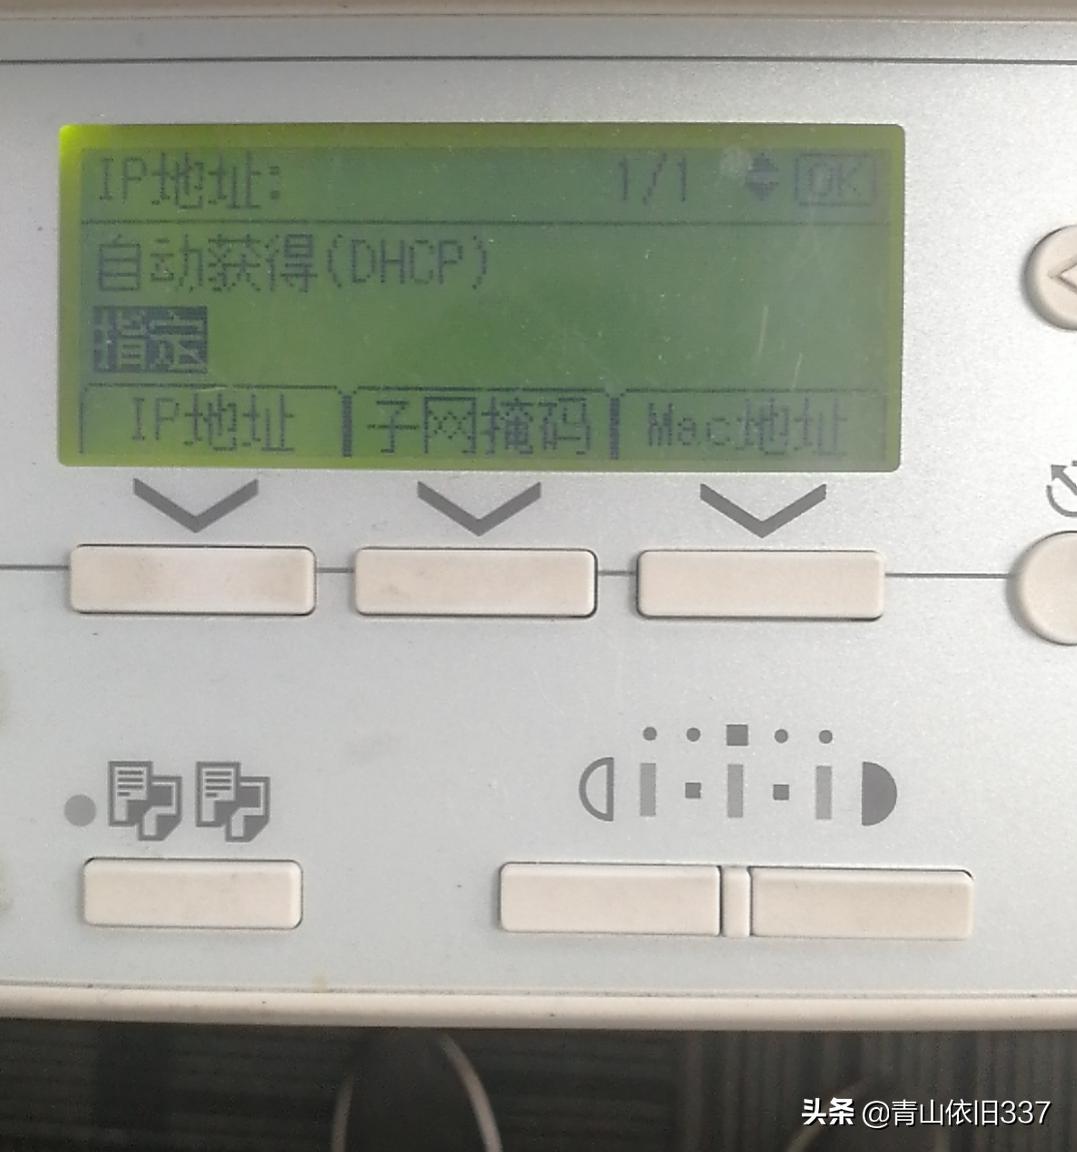 IP地址: 1/1 OK
自动获得(DHCP)
指定
IP地址 子网掩码 Mac地址
头条 @青山依旧337